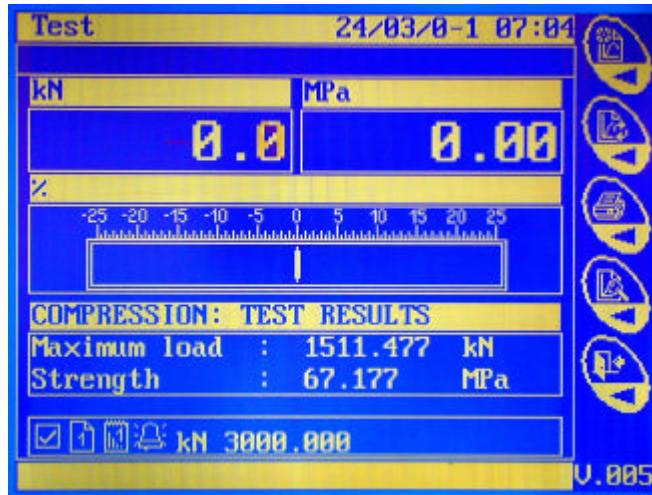 Test 24/03/0-1 07:04
kN MPa
0.0 0.00
%
-25 -20 -15 -10 -5 0 5 10 15 20 25
COMPRESSION: TEST RESULTS
Maximum load : 1511.477 kN
Strength : 67.177 MPa
kN 3000.000
V.005